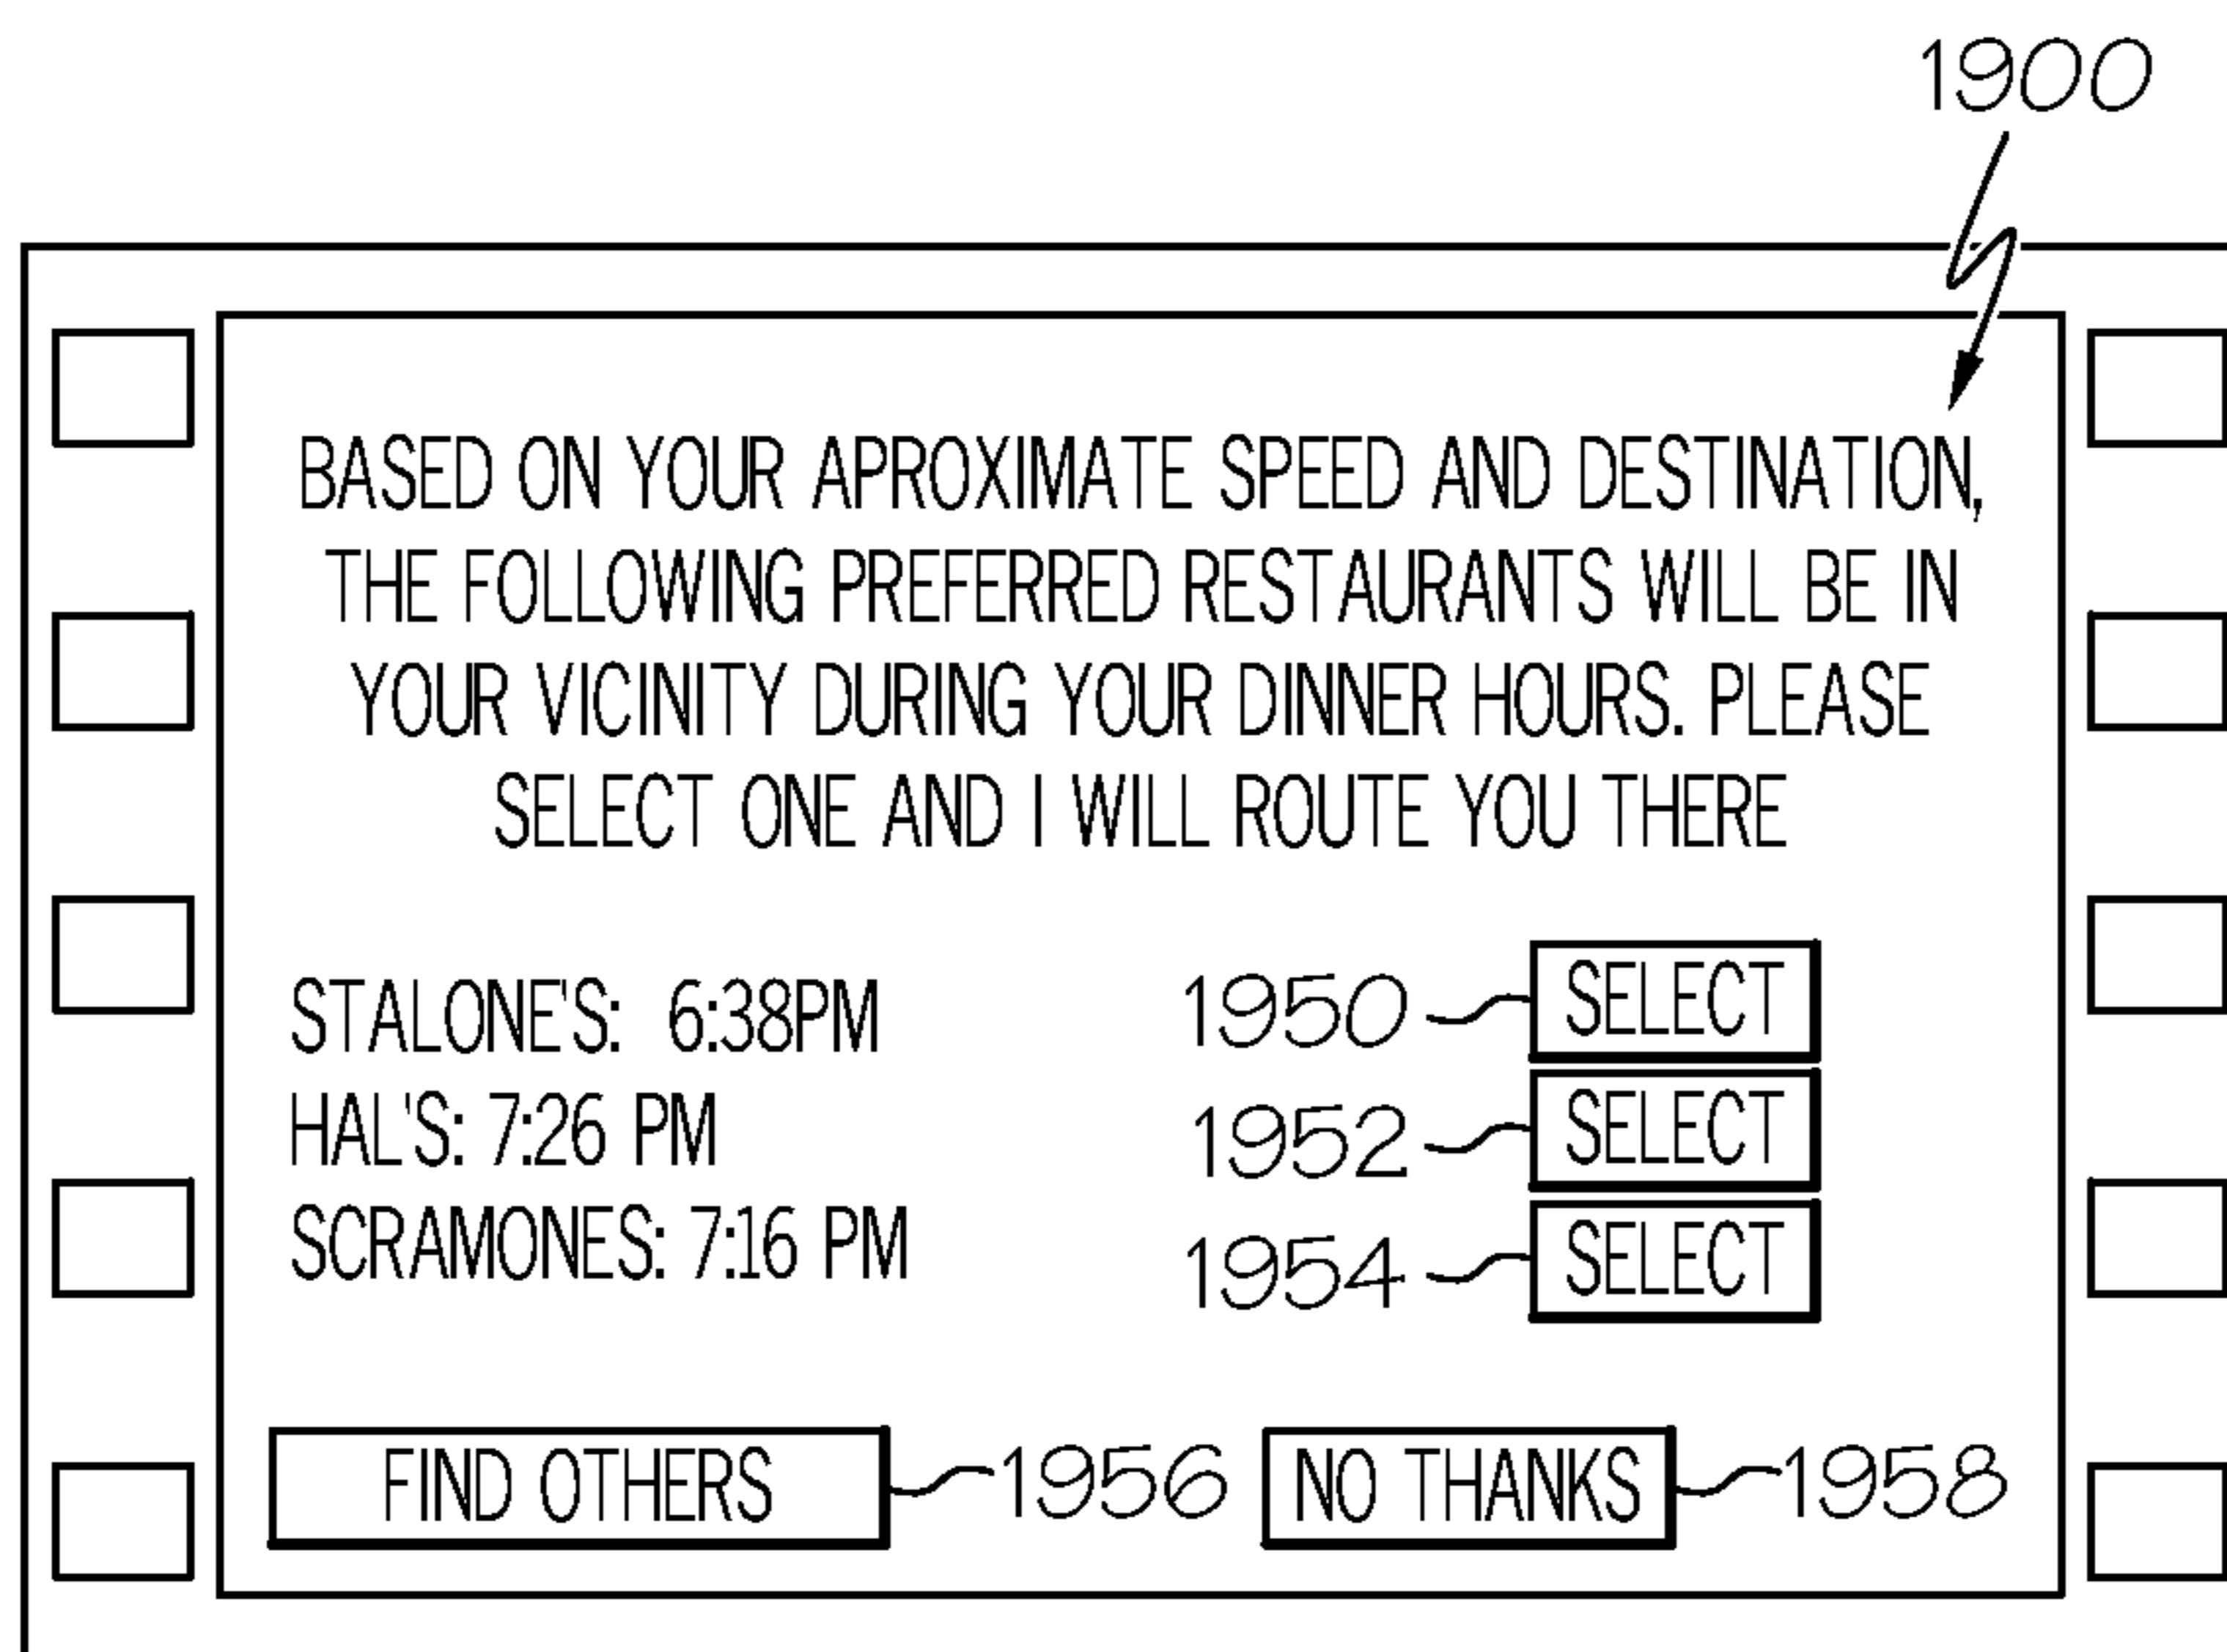 1900
BASED ON YOUR APROXIMATE SPEED AND DESTINATION,
THE FOLLOWING PREFERRED RESTAURANTS WILL BE IN
YOUR VICINITY DURING YOUR DINNER HOURS. PLEASE
SELECT ONE AND I WILL ROUTE YOU THERE
STALONE'S: 6:38PM 1950 SELECT
HAL'S: 7:26 PM 1952 SELECT
SCRAMONES: 7:16 PM 1954 SELECT
FIND OTHERS 1956 NO THANKS 1958